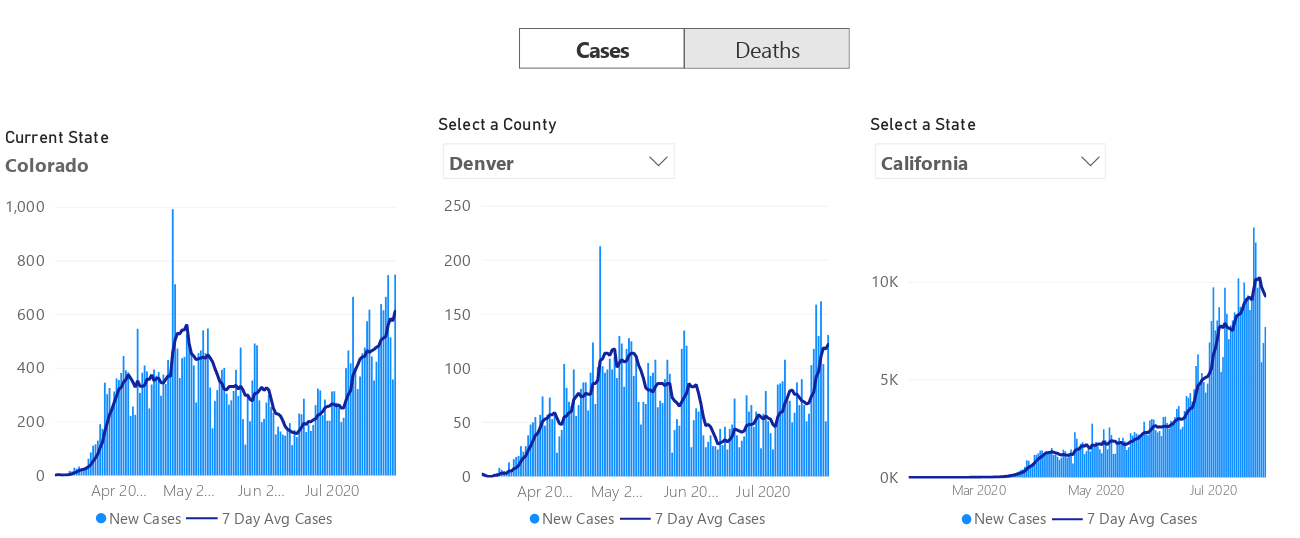 Cases Deaths
Current State
Colorado
1,000
800
600
400
200
0
Apr 20... May 2... Jun 2... Jul 2020
New Cases 7 Day Avg Cases
Select a County
Denver
250
200
150
100
50
0
Apr 20... May 2... Jun 20... Jul 2020
New Cases 7 Day Avg Cases
Select a State
California
10K
5K
0K
Mar 2020 May 2020 Jul 2020
New Cases 7 Day Avg Cases